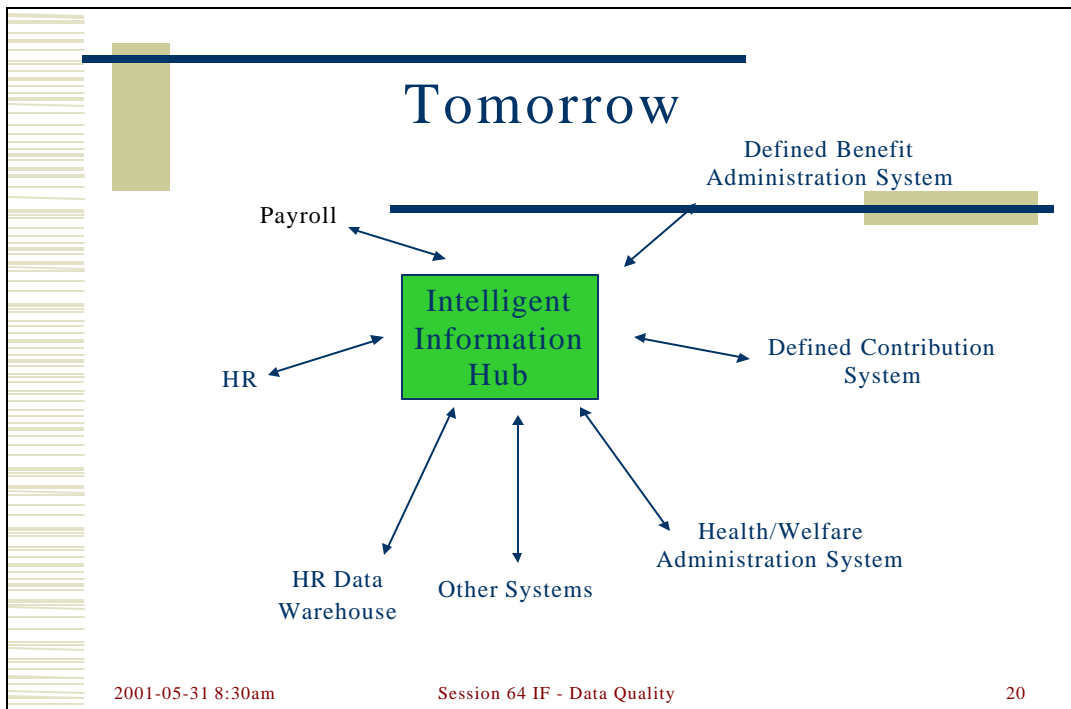 Tomorrow
Defined Benefit
Administration System
Payroll
Intelligent
Information
Hub
Defined Contribution
System
HR
Health/Welfare
Administration System
HR Data
Warehouse
Other Systems
2001-05-31 8:30am
Session 64 IF - Data Quality
20